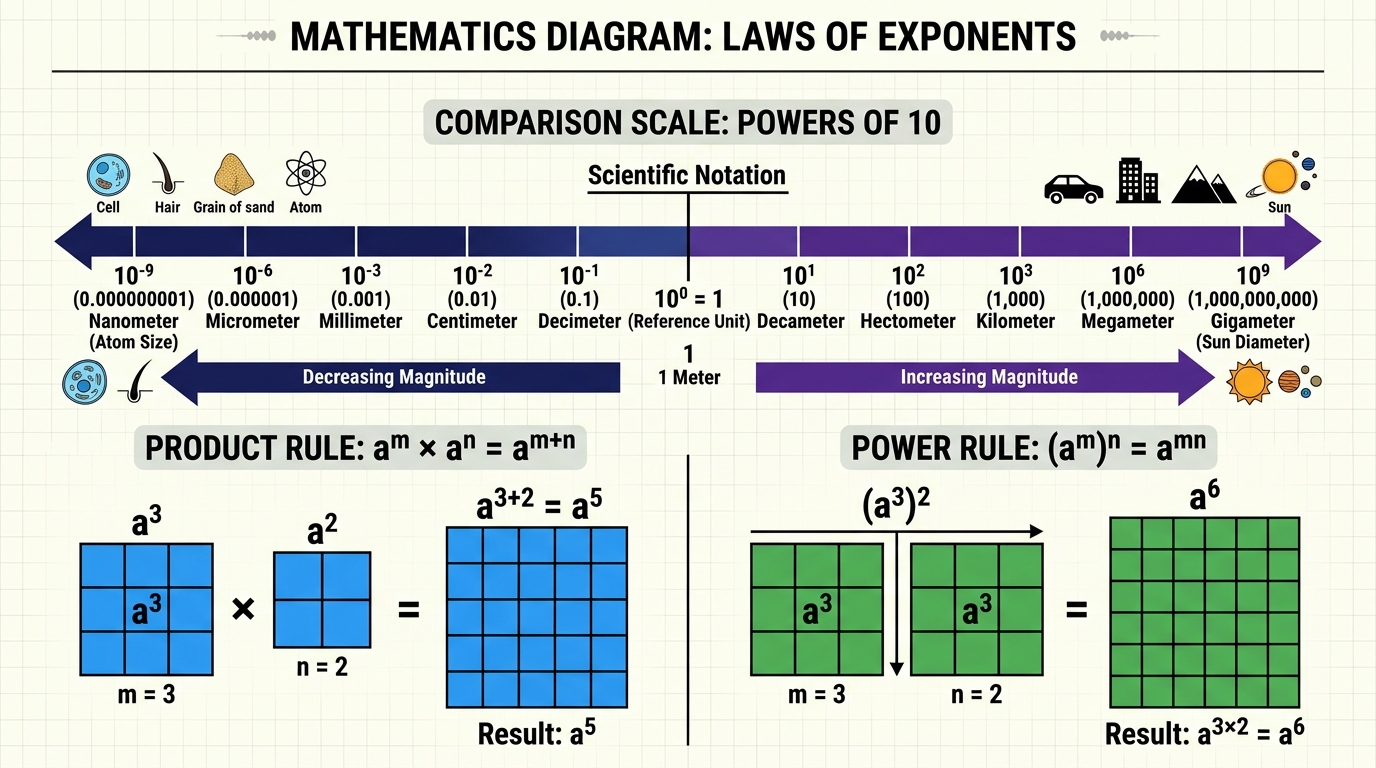 MATHEMATICS DIAGRAM: LAWS OF EXPONENTS
COMPARISON SCALE: POWERS OF 10
Scientific Notation
Cell Hair Grain of sand Atom Sun
10⁻⁹ 10⁻⁶ 10⁻³ 10⁻² 10⁻¹ 10⁰ = 1 10¹ 10² 10³ 10⁶ 10⁹
(0.000000001) (0.000001) (0.001) (0.01) (0.1) (Reference Unit) (10) (100) (1,000) (1,000,000) (1,000,000,000)
Nanometer Micrometer Millimeter Centimeter Decimeter Decameter Hectometer Kilometer Megameter Gigameter
(Atom Size) (Sun Diameter)
1
Decreasing Magnitude 1 Meter Increasing Magnitude
PRODUCT RULE: aᵐ × aⁿ = aᵐ⁺ⁿ
a³ a² a³⁺² = a⁵
a³ × =
m = 3 n = 2
Result: a⁵
POWER RULE: (aᵐ)ⁿ = aᵐⁿ
(a³)² a⁶
a³ a³ =
m = 3 n = 2
Result: a³ˣ² = a⁶